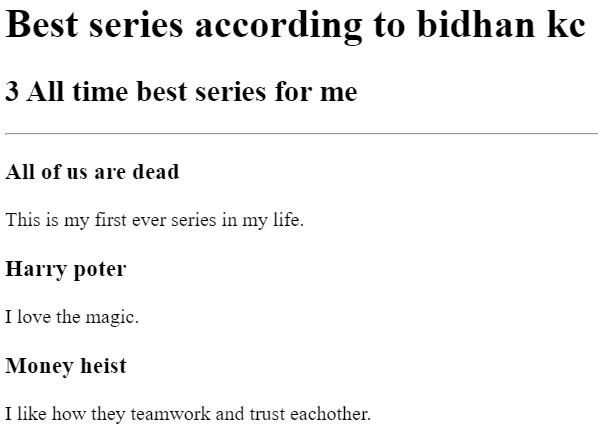 Best series according to bidhan kc
3 All time best series for me
All of us are dead
This is my first ever series in my life.
Harry poter
I love the magic.
Money heist
I like how they teamwork and trust eachother.